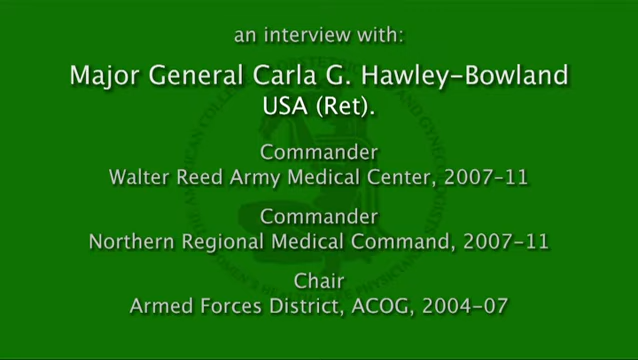 an interview with:
Major General Carla G. Hawley-Bowland
USA (Ret).
Commander
Walter Reed Army Medical Center, 2007-11
Commander
Northern Regional Medical Command, 2007-11
Chair
Armed Forces District, ACOG, 2004-07